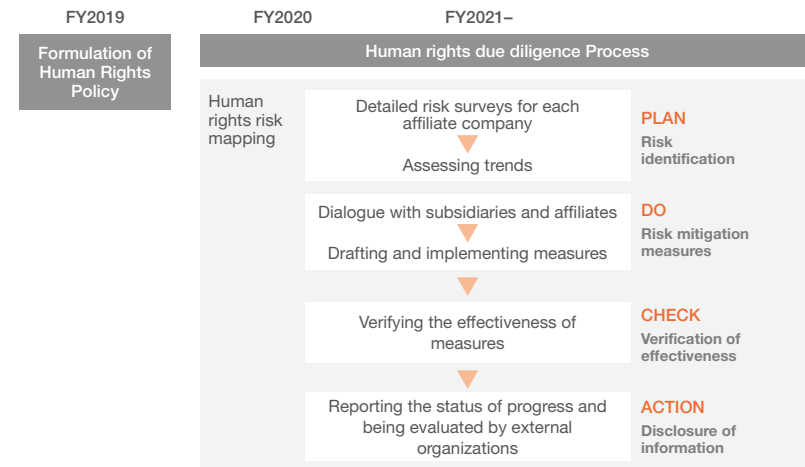 FY2019
FY2020
FY2021–
Formulation of
Human Rights
Policy
Human rights due diligence Process
Human
rights risk
mapping
Detailed risk surveys for each
affiliate company
Assessing trends
PLAN
Risk
identification
Dialogue with subsidiaries and affiliates
Drafting and implementing measures
DO
Risk mitigation
measures
Verifying the effectiveness of
measures
CHECK
Verification of
effectiveness
Reporting the status of progress and
being evaluated by external
organizations
ACTION
Disclosure of
information